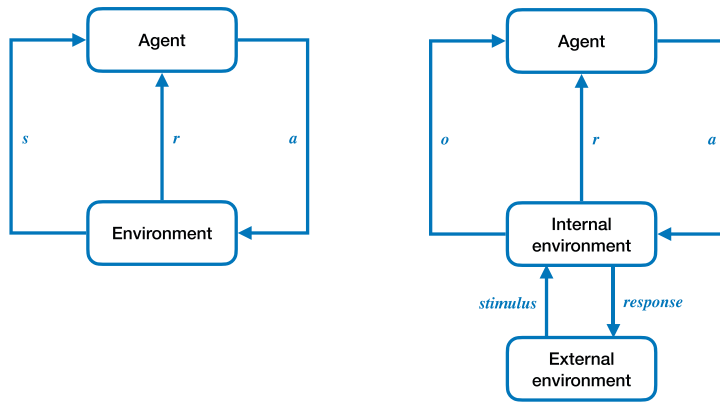 Agent
s
r
a
Environment
Agent
o
r
a
Internal
environment
stimulus
response
External
environment